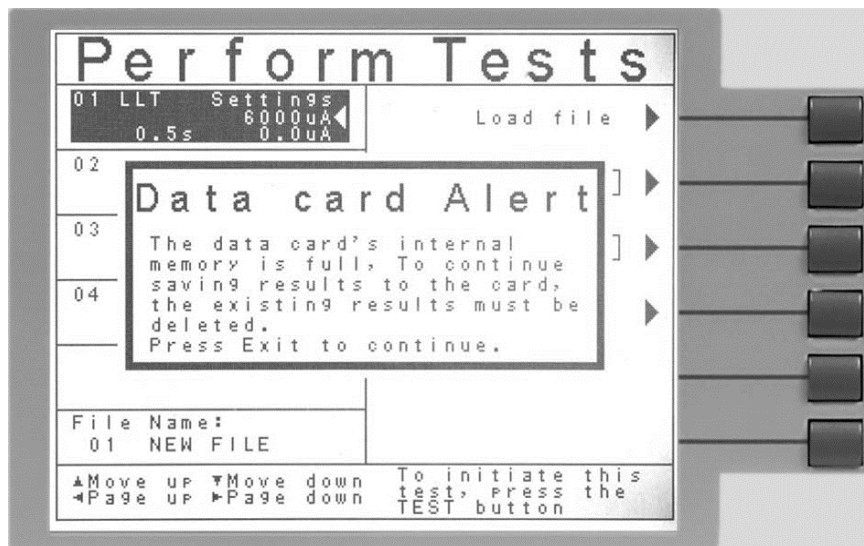 Perform Tests
01 LLT Settings
6000uA
0.5s 0.0uA
Load file
02
Data card Alert
]
03
The data card's internal
memory is full, To continue
saving results to the card,
the existing results must be
deleted.
Press Exit to continue.
]
04
File Name:
01 NEW FILE
▲Move up ▼Move down
◄Page up ►Page down
To initiate this
test, press the
TEST button